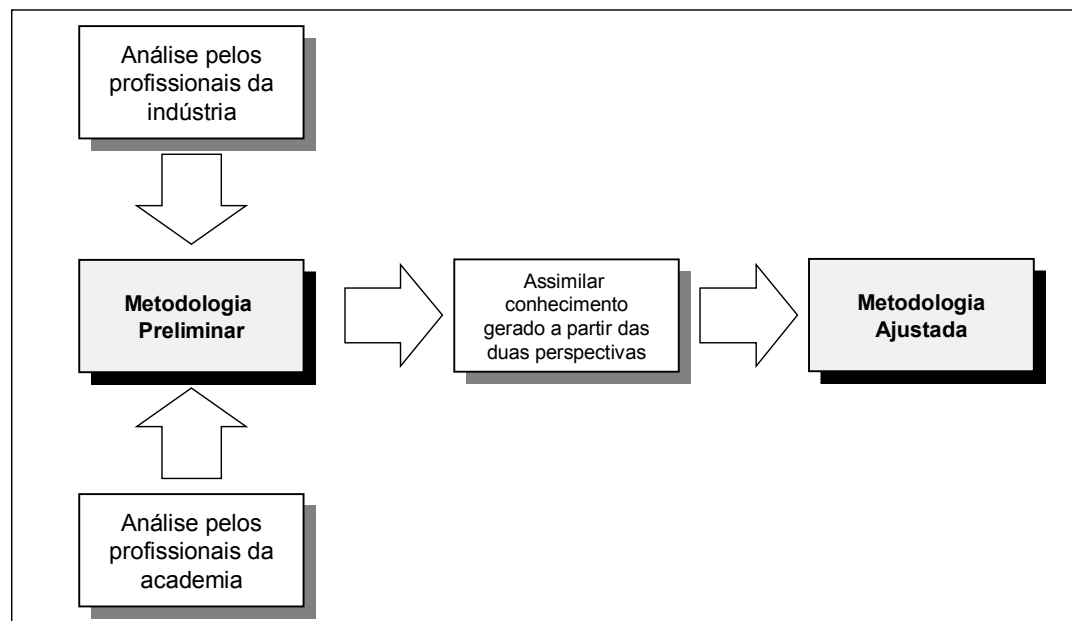 Análise pelos
profissionais da
indústria
Metodologia
Preliminar
Assimilar
conhecimento
gerado a partir das
duas perspectivas
Metodologia
Ajustada
Análise pelos
profissionais da
academia